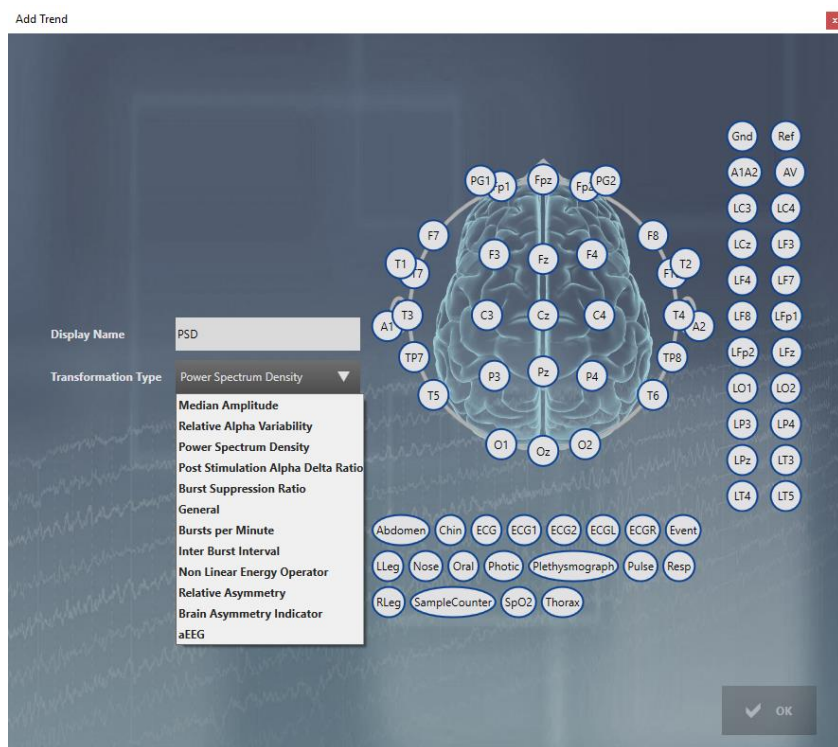 Add Trend
x
Gnd Ref
A1A2 AV
LC3 LC4
LCz LF3
LF4 LF7
LF8 LFp1
LFp2 LFz
LO1 LO2
LP3 LP4
LPz LT3
LT4 LT5
PG1 Fp1 Fpz PG2
F7 F3 Fz F4 F8
T1 T2
A1 T3 C3 Cz C4 T4 A2
TP7 P3 Pz P4 TP8
T5 T6
O1 Oz O2
Display Name PSD
Transformation Type Power Spectrum Density
Median Amplitude
Relative Alpha Variability
Power Spectrum Density
Post Stimulation Alpha Delta Ratio
Burst Suppression Ratio
General
Bursts per Minute
Inter Burst Interval
Non Linear Energy Operator
Relative Asymmetry
Brain Asymmetry Indicator
aEEG
Abdomen Chin ECG ECG1 ECG2 ECGL ECGR Event
LLeg Nose Oral Photic Plethysmograph Pulse Resp
RLeg SampleCounter SpO2 Thorax
OK